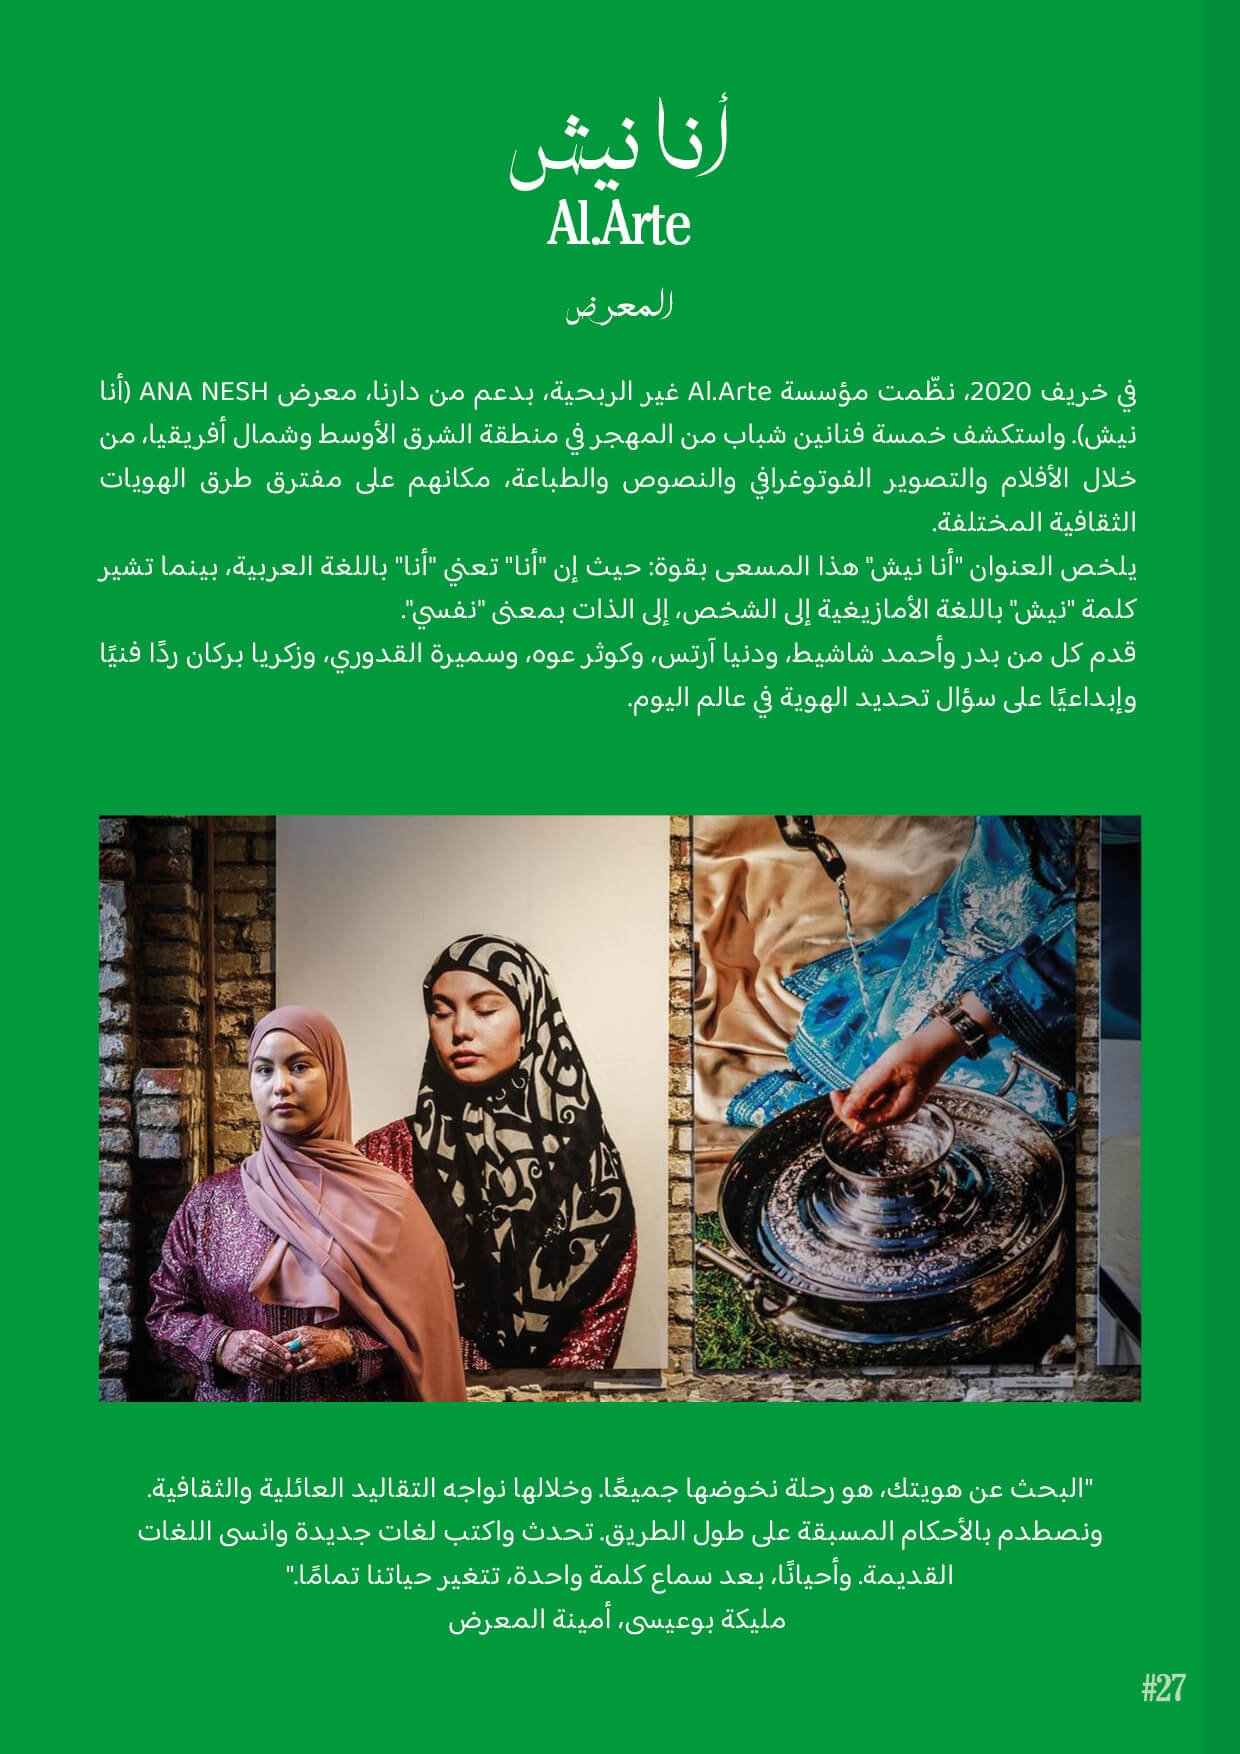 أنا نيش
Al.Arte
المعرض
في خريف 2020، نظّمت مؤسسة Al.Arte غير الربحية، بدعم من دارنا، معرض ANA NESH (أنا
نيش). واستكشف خمسة فنانين شباب من المهجر في منطقة الشرق الأوسط وشمال أفريقيا، من
خلال الأفلام والتصوير الفوتوغرافي والنصوص والطباعة، مكانهم على مفترق طرق الهويات
الثقافية المختلفة.
يلخص العنوان "أنا نيش" هذا المسعى بقوة: حيث إن "أنا" تعني "أنا" باللغة العربية، بينما تشير
كلمة "نيش" باللغة الأمازيغية إلى الشخص، إلى الذات بمعنى "نفسي".
قدم كل من بدر وأحمد شاشيط، ودنيا آرتس، وكوثر عوه، وسميرة القدوري، وزكريا بركان ردًا فنيًا
وإبداعيًا على سؤال تحديد الهوية في عالم اليوم.
"البحث عن هويتك، هو رحلة نخوضها جميعًا. وخلالها نواجه التقاليد العائلية والثقافية.
ونصطدم بالأحكام المسبقة على طول الطريق. تحدث واكتب لغات جديدة وانسى اللغات
القديمة. وأحيانًا، بعد سماع كلمة واحدة، تتغير حياتنا تمامًا."
مليكة بوعيسى، أمينة المعرض
#27